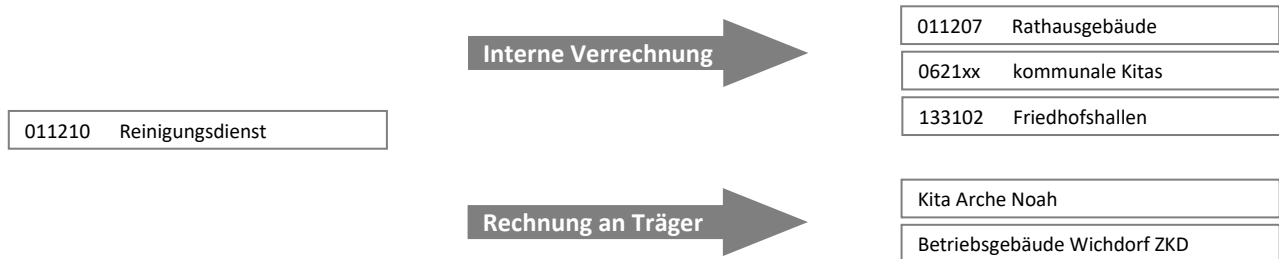 011210 Reinigungsdienst
Interne Verrechnung
011207 Rathausgebäude
0621xx kommunale Kitas
133102 Friedhofshallen
Rechnung an Träger
Kita Arche Noah
Betriebsgebäude Wichdorf ZKD